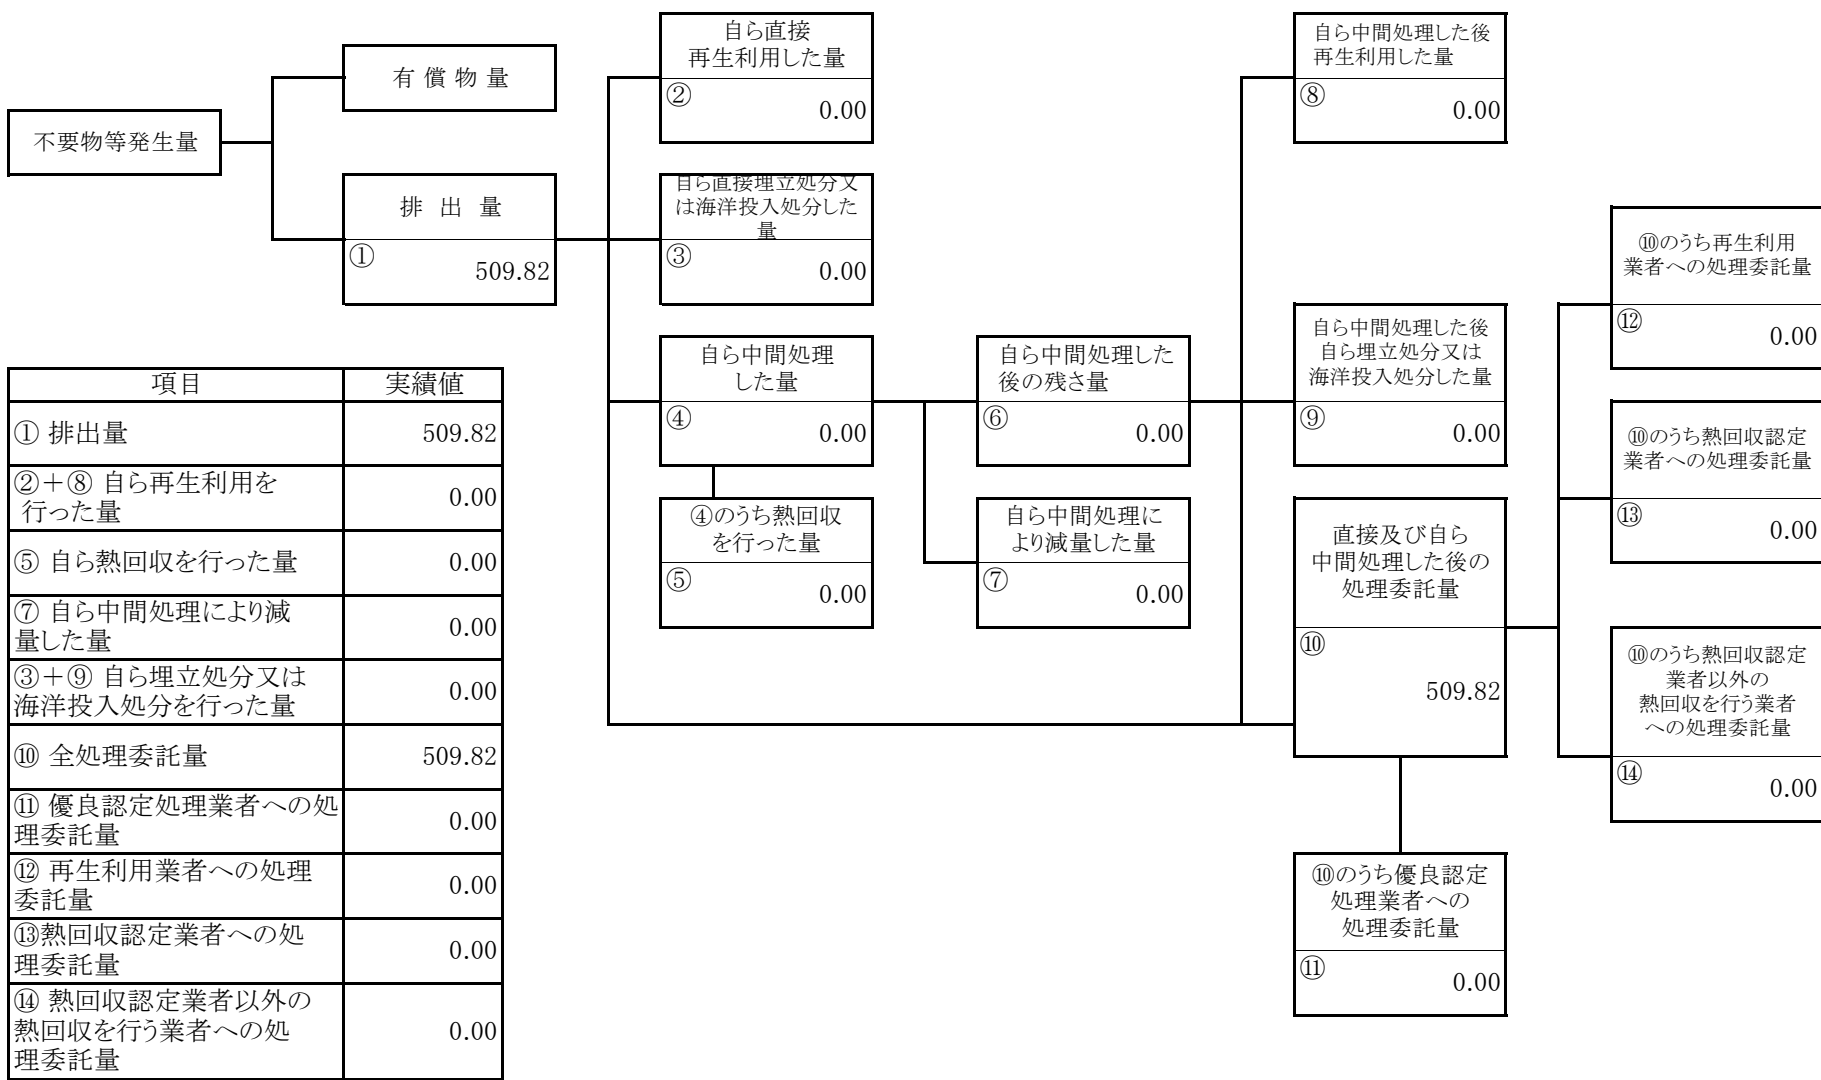 不要物等発生量
有 償 物 量
排 出 量
①
509.82
自ら直接
再生利用した量
②
0.00
自ら直接埋立処分又
は海洋投入処分した
量
③
0.00
自ら中間処理
した量
④
0.00
④のうち熱回収
を行った量
⑤
0.00
自ら中間処理した
後の残さ量
⑥
0.00
自ら中間処理に
より減量した量
⑦
0.00
自ら中間処理した後
再生利用した量
⑧
0.00
自ら中間処理した後
自ら埋立処分又は
海洋投入処分した量
⑨
0.00
直接及び自ら
中間処理した後の
処理委託量
⑩
509.82
⑩のうち優良認定
処理業者への
処理委託量
⑪
0.00
⑩のうち再生利用
業者への処理委託量
⑫
0.00
⑩のうち熱回収認定
業者への処理委託量
⑬
0.00
⑩のうち熱回収認定
業者以外の
熱回収を行う業者
への処理委託量
⑭
0.00
項目 実績値
① 排出量 509.82
②＋⑧ 自ら再生利用を
行った量 0.00
⑤ 自ら熱回収を行った量 0.00
⑦ 自ら中間処理により減
量した量 0.00
③＋⑨ 自ら埋立処分又は
海洋投入処分を行った量 0.00
⑩ 全処理委託量 509.82
⑪ 優良認定処理業者への処
理委託量 0.00
⑫ 再生利用業者への処理
委託量 0.00
⑬熱回収認定業者への処
理委託量 0.00
⑭ 熱回収認定業者以外の
熱回収を行う業者への処
理委託量 0.00